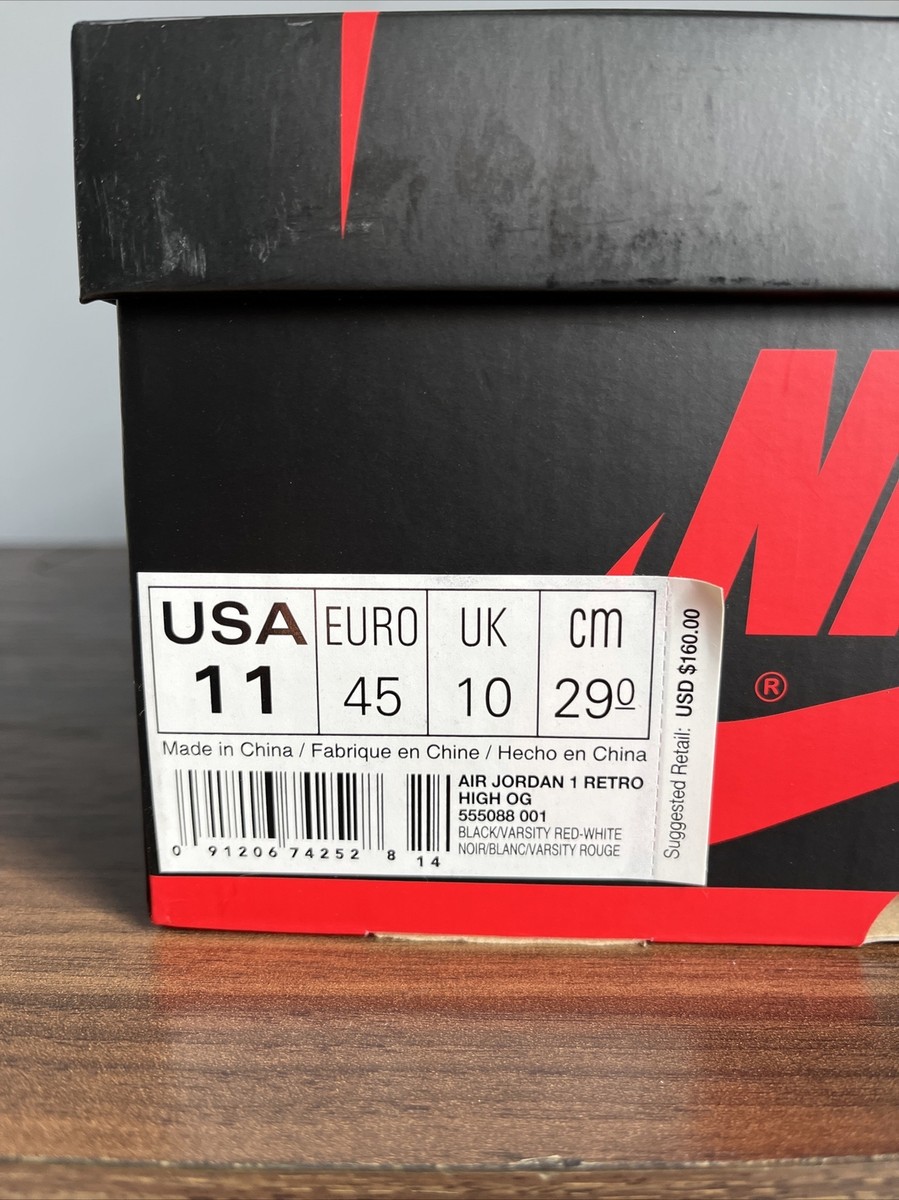 USA EURO UK cm
11 45 10 29⁰
Made in China / Fabrique en Chine / Hecho en China
0 91206 74252 8 14
AIR JORDAN 1 RETRO
HIGH OG
555088 001
BLACK/VARSITY RED-WHITE
NOIR/BLANC/VARSITY ROUGE
Suggested Retail: USD $160.00
®